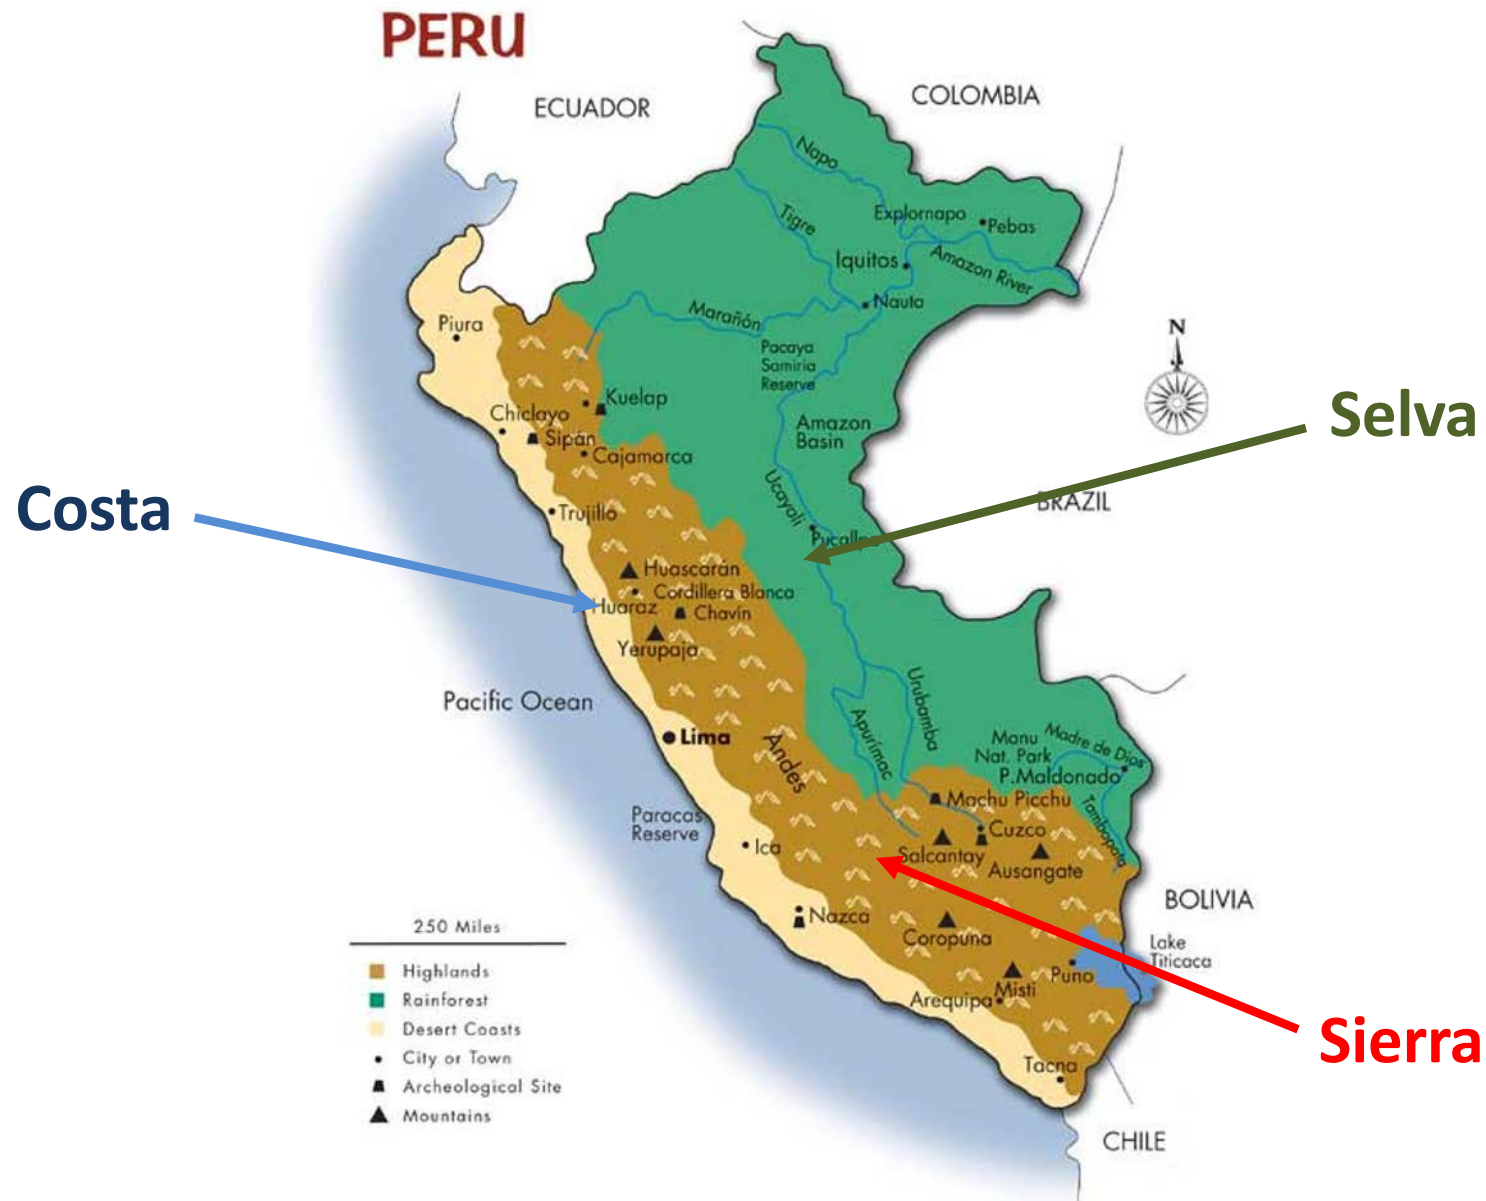 PERU
ECUADOR
COLOMBIA
Napo
Tigre
Explornapo
Pebas
Iquitos
Amazon River
Nauta
Marañón
Piura
N
Pacaya
Samiria
Reserve
Kuelap
Chiclayo
Sipán
Cajamarca
Amazon
Basin
Selva
Costa
Ucayali
BRAZIL
Trujillo
Pucallpa
Huascarán
Cordillera Blanca
Huaraz
Chavín
Yerupaja
Pacific Ocean
Urubamba
Apurímac
Lima
Andes
Manu
Nat. Park
Madre de Dios
P.Maldonado
Machu Picchu
Tambopata
Paracas
Reserve
Cuzco
Ica
Salcantay
Ausangate
Nazca
Coropuna
BOLIVIA
Lake
Titicaca
Puno
Misti
Arequipa
Sierra
Tacna
CHILE
250 Miles
Highlands
Rainforest
Desert Coasts
City or Town
Archeological Site
Mountains